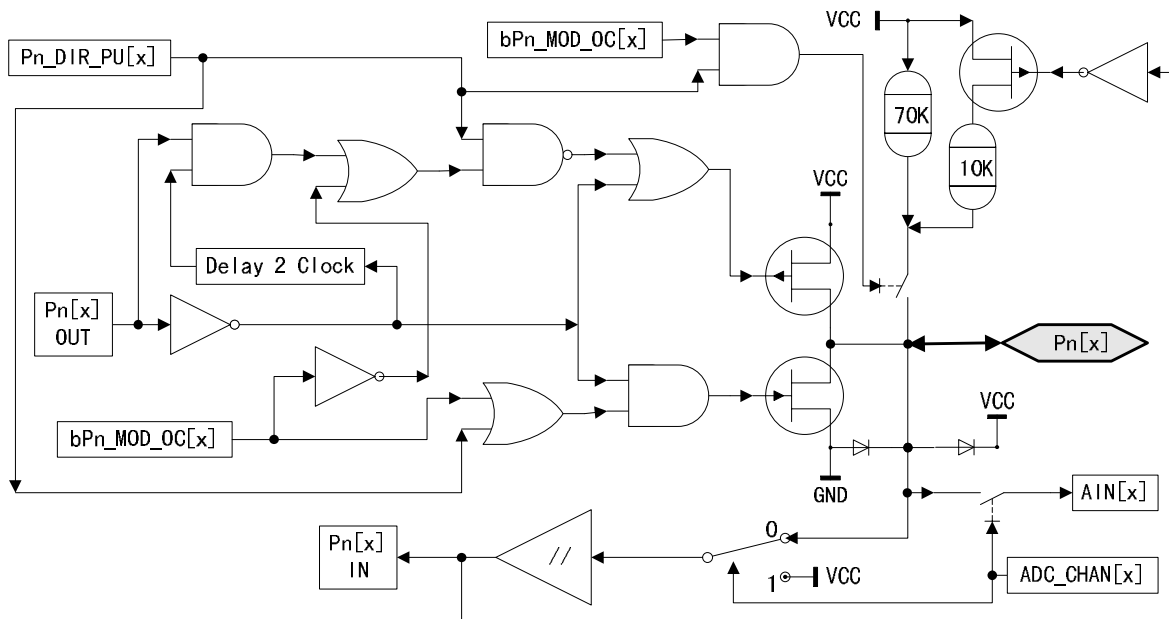 VCC
bPn_MOD_OC[x]
Pn_DIR_PU[x]
70K
10K
VCC
Delay 2 Clock
Pn[x]
OUT
Pn[x]
bPn_MOD_OC[x]
VCC
GND
AIN[x]
Pn[x]
IN
//
0
1
VCC
ADC_CHAN[x]